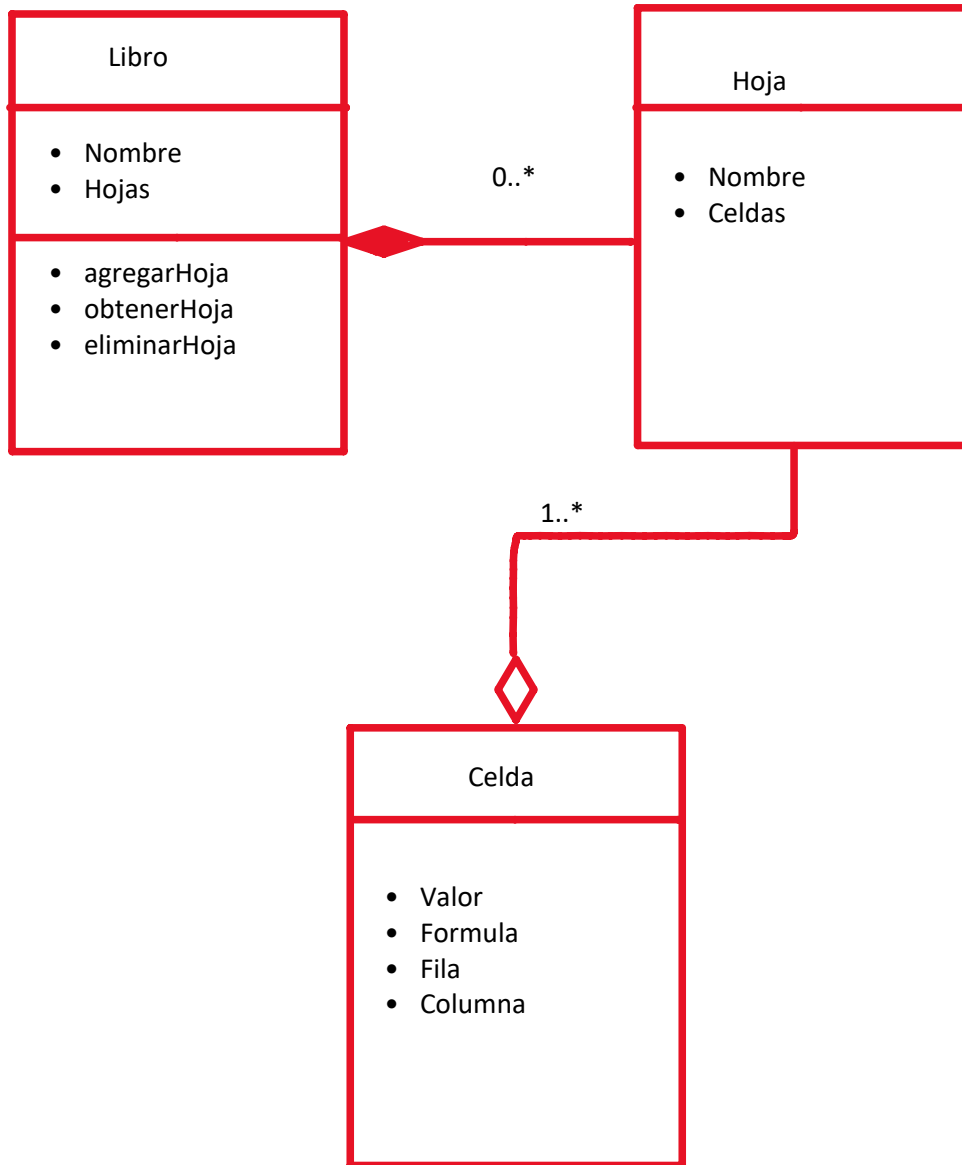 Libro
• Nombre
• Hojas
• agregarHoja
• obtenerHoja
• eliminarHoja
0..*
Hoja
• Nombre
• Celdas
1..*
Celda
• Valor
• Formula
• Fila
• Columna